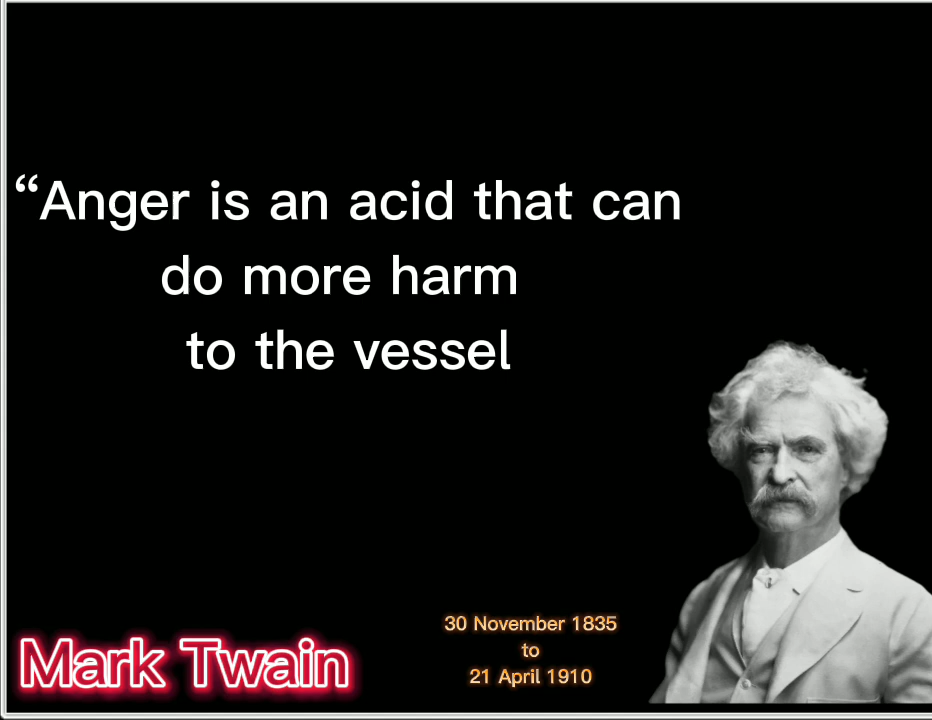 “Anger is an acid that can
do more harm
to the vessel
Mark Twain
30 November 1835
to
21 April 1910